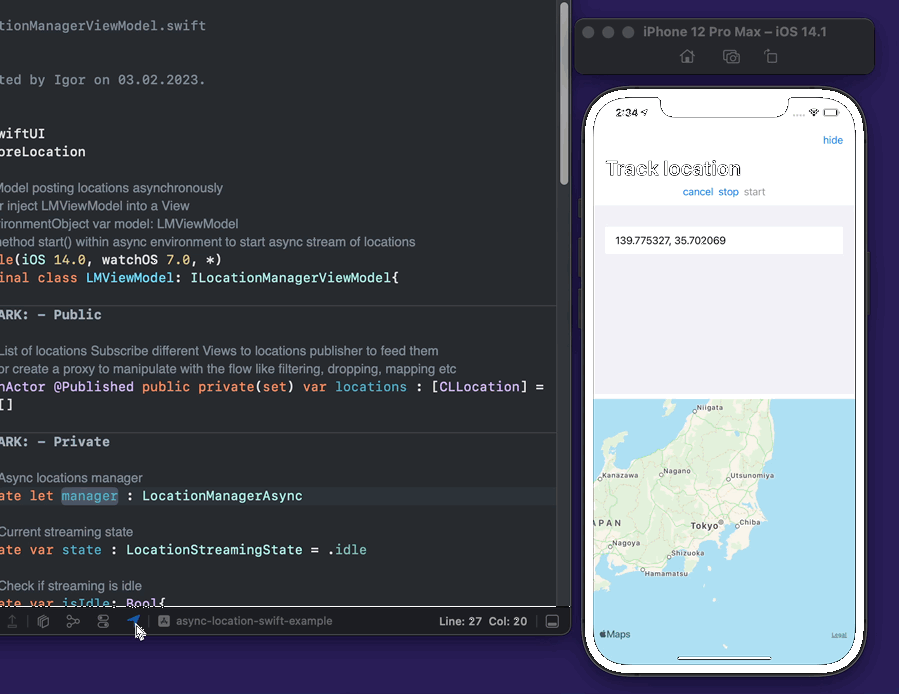 tionManagerViewModel.swift
ted by Igor on 03.02.2023.
wiftUI
oreLocation
Model posting locations asynchronously
r inject LMViewModel into a View
ironmentObject var model: LMViewModel
method start() within async environment to start async stream of locations
le(iOS 14.0, watchOS 7.0, *)
inal class LMViewModel: ILocationManagerViewModel{
ARK: - Public
List of locations Subscribe different Views to locations publisher to feed them
or create a proxy to manipulate with the flow like filtering, dropping, mapping etc
nActor @Published public private(set) var locations : [CLLocation] =
[]
ARK: - Private
Async locations manager
ate let manager : LocationManagerAsync
Current streaming state
ate var state : LocationStreamingState = .idle
Check if streaming is idle
ate var isIdle: Bool{
async-location-swift-example
Line: 27 Col: 20
iPhone 12 Pro Max – iOS 14.1
2:34
hide
Track location
cancel stop start
139.775327, 35.702069
Niigata
Kanazawa
Nagano
Utsunomiya
APAN
Tokyo
Chiba
Nagoya
Shizuoka
Hamamatsu
Maps
Legal